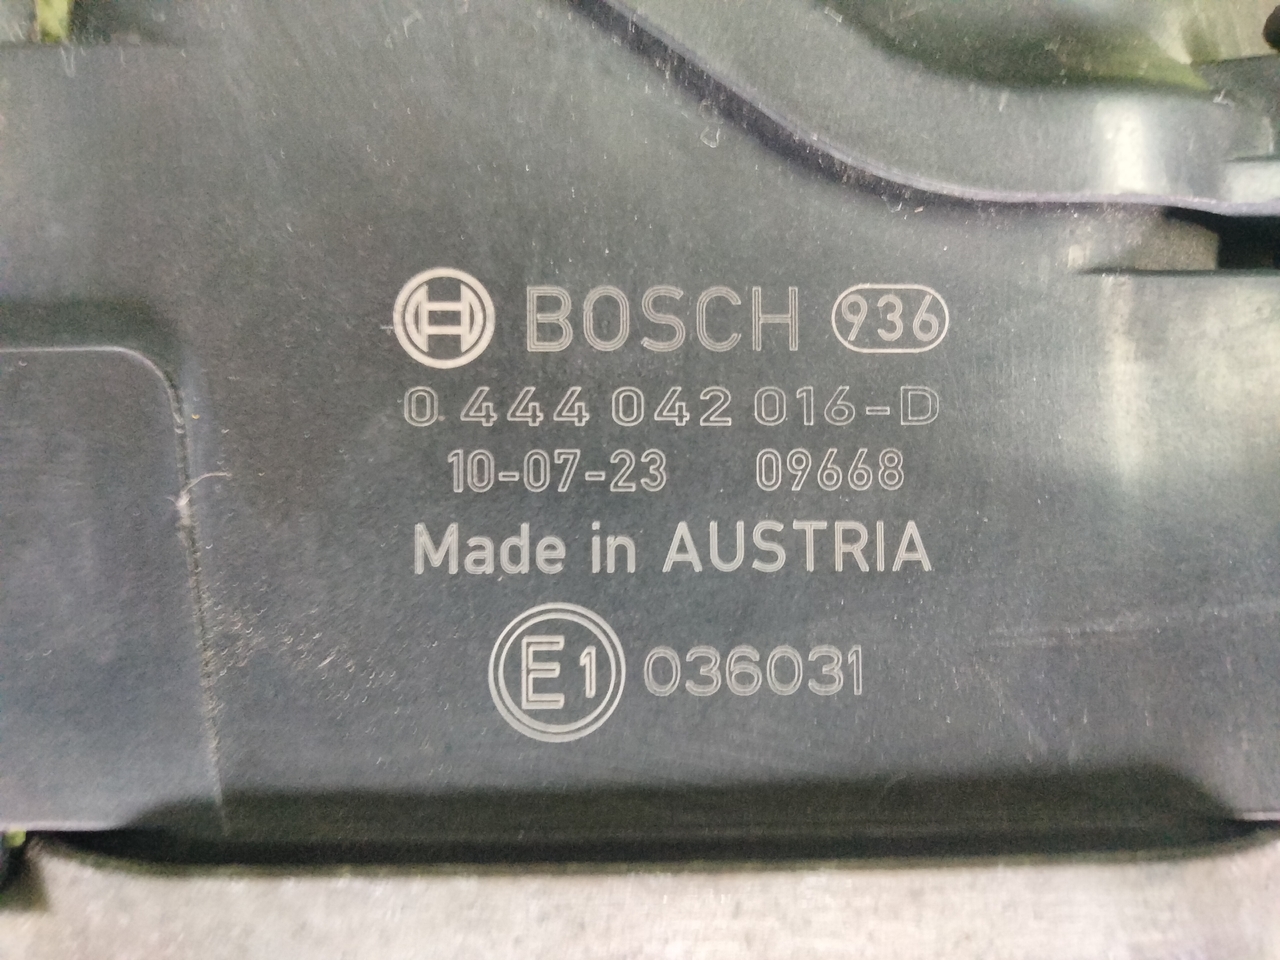 BOSCH 936
0 444 042 016-D
10-07-23 09668
Made in AUSTRIA
E1 036031